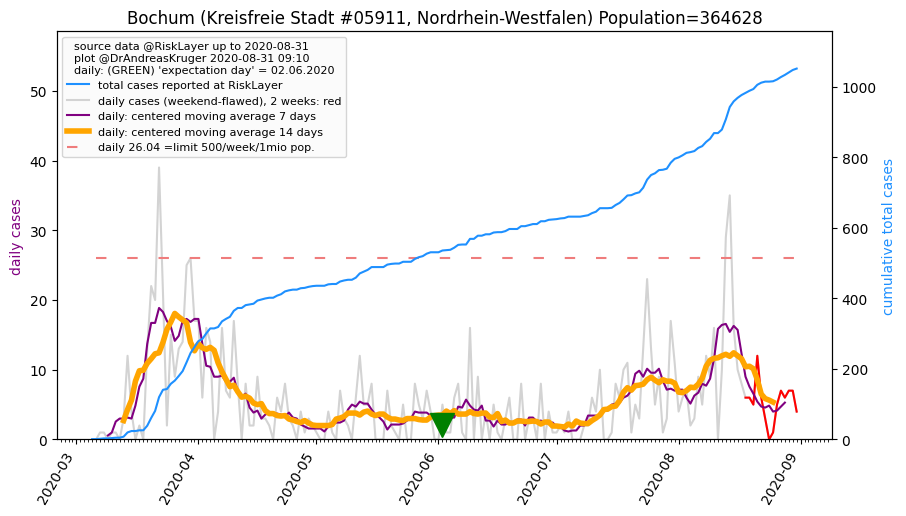 Bochum (Kreisfreie Stadt #05911, Nordrhein-Westfalen) Population=364628
source data @RiskLayer up to 2020-08-31
plot @DrAndreasKruger 2020-08-31 09:10
daily: (GREEN) 'expectation day' = 02.06.2020
total cases reported at RiskLayer
daily cases (weekend-flawed), 2 weeks: red
daily: centered moving average 7 days
daily: centered moving average 14 days
daily 26.04 =limit 500/week/1mio pop.
daily cases
0
10
20
30
40
50
cumulative total cases
0
200
400
600
800
1000
2020-03
2020-04
2020-05
2020-06
2020-07
2020-08
2020-09